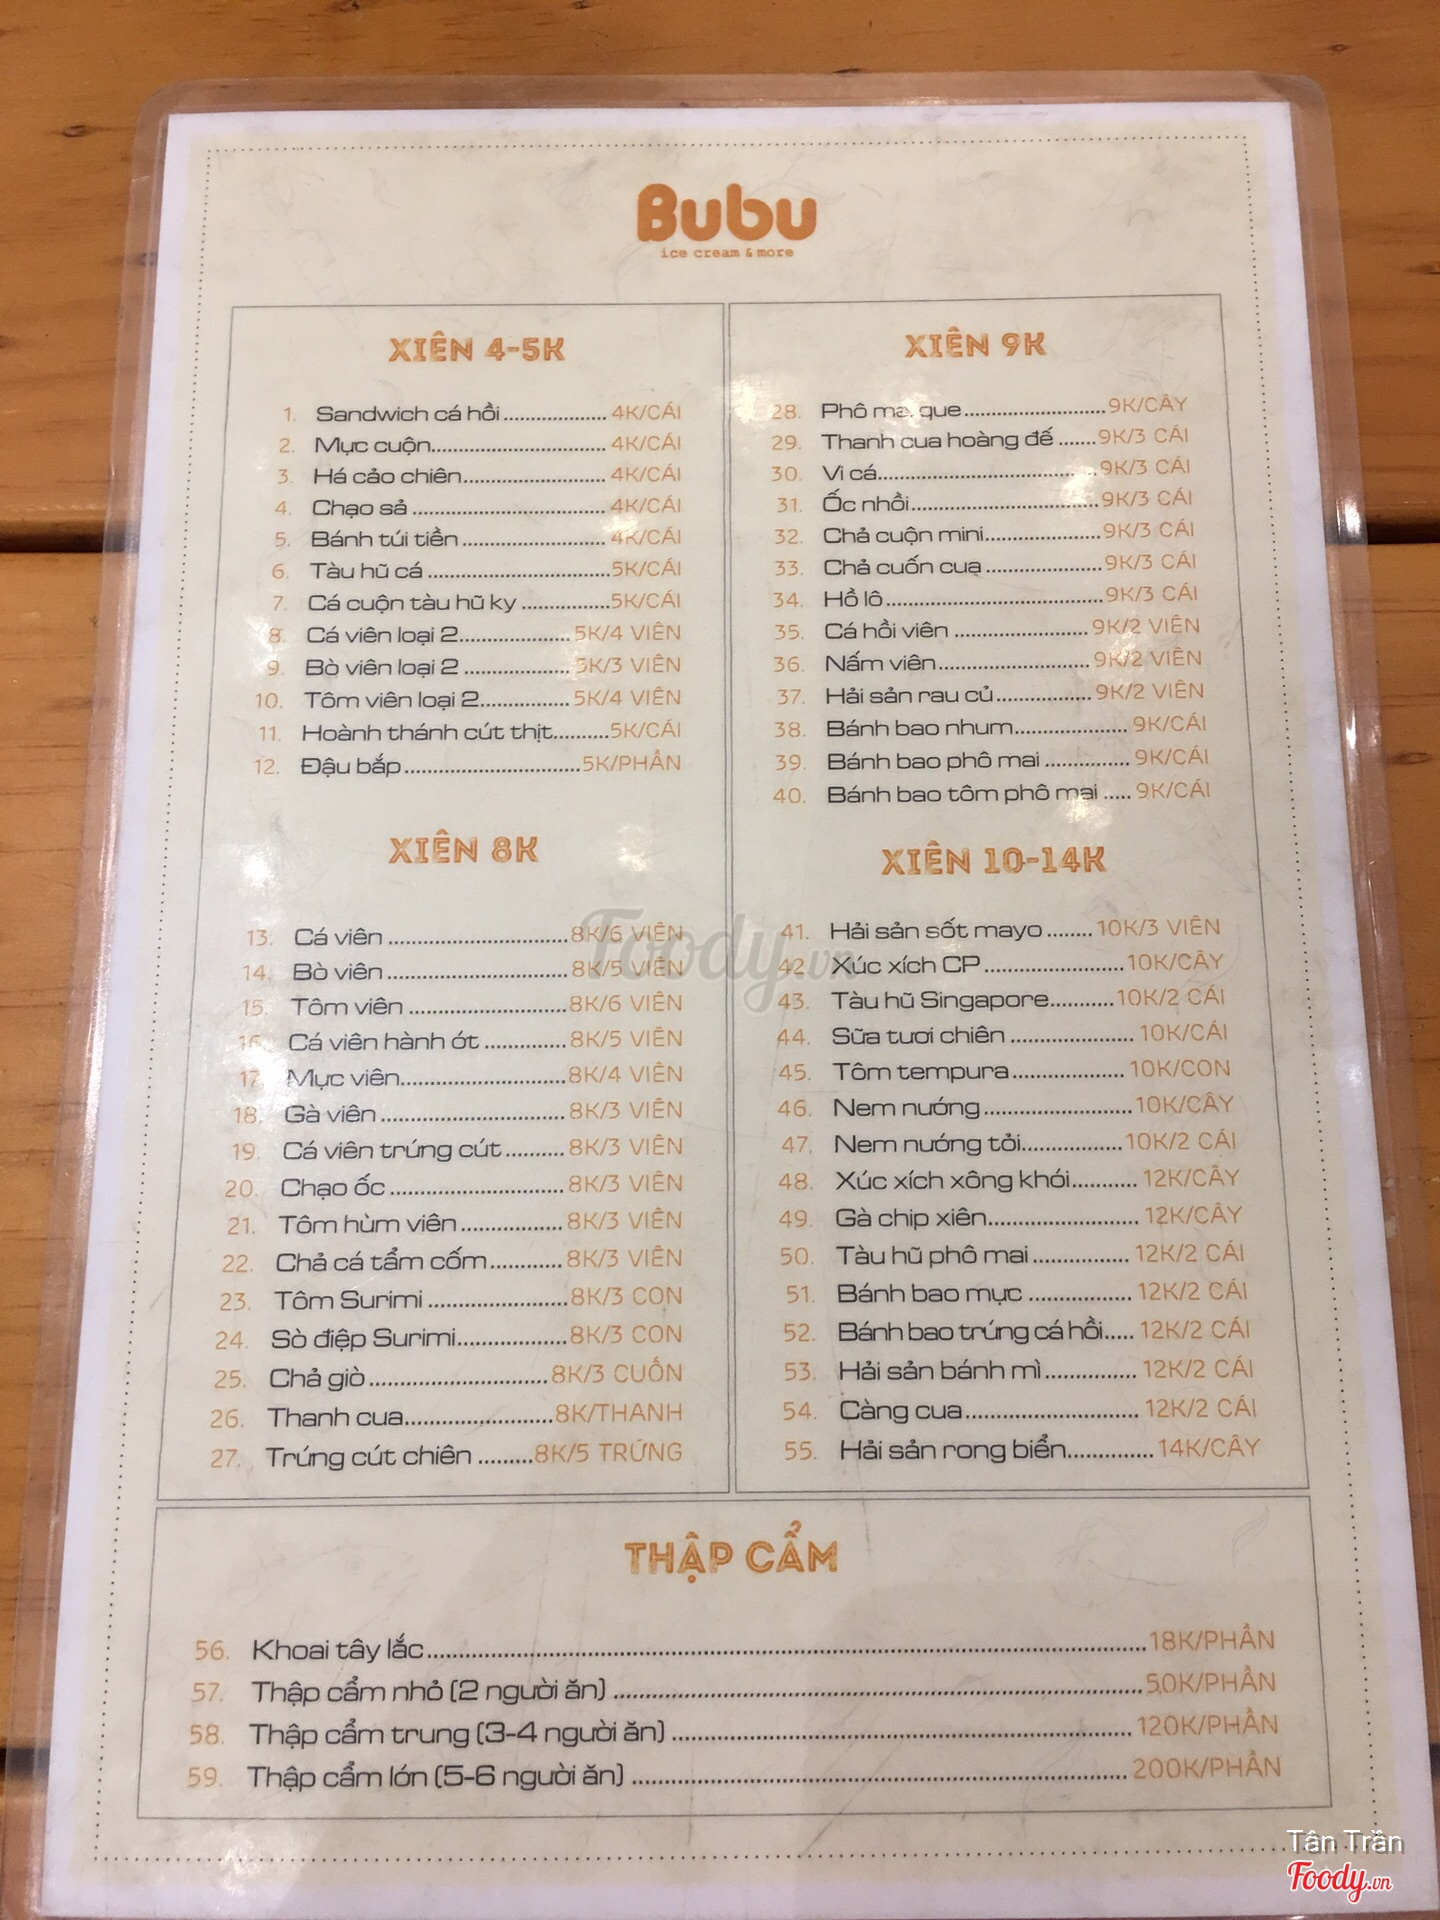 Bubu
ice cream & more
XIÊN 4-5K
1. Sandwich cá hồi ................ 4K/CÁI
2. Mực cuộn ................ 4K/CÁI
3. Há cảo chiên ................ 4K/CÁI
4. Chạo sả ................ 4K/CÁI
5. Bánh túi tiền ................ 4K/CÁI
6. Tàu hũ cá ................ 5K/CÁI
7. Cá cuộn tàu hũ ky ................ 5K/CÁI
8. Cá viên loại 2 ................ 5K/4 VIÊN
9. Bò viên loại 2 ................ 5K/3 VIÊN
10. Tôm viên loại 2 ................ 5K/4 VIÊN
11. Hoành thánh cút thịt ................ 5K/CÁI
12. Đậu bắp ................ 5K/PHẦN
XIÊN 8K
13. Cá viên ................ 8K/6 VIÊN
14. Bò viên ................ 8K/5 VIÊN
15. Tôm viên ................ 8K/6 VIÊN
16. Cá viên hành ớt ................ 8K/5 VIÊN
17. Mực viên ................ 8K/4 VIÊN
18. Gà viên ................ 8K/3 VIÊN
19. Cá viên trứng cút ................ 8K/3 VIÊN
20. Chạo ốc ................ 8K/3 VIÊN
21. Tôm hùm viên ................ 8K/3 VIÊN
22. Chả cá tẩm cốm ................ 8K/3 VIÊN
23. Tôm Surimi ................ 8K/3 CON
24. Sò điệp Surimi ................ 8K/3 CON
25. Chả giò ................ 8K/3 CUỐN
26. Thanh cua ................ 8K/THANH
27. Trứng cút chiên ................ 8K/5 TRỨNG
XIÊN 9K
28. Phô mai que ................ 9K/CÂY
29. Thanh cua hoàng đế ................ 9K/3 CÁI
30. Vi cá ................ 9K/3 CÁI
31. Ốc nhồi ................ 9K/3 CÁI
32. Chả cuộn mini ................ 9K/3 CÁI
33. Chả cuốn cua ................ 9K/3 CÁI
34. Hồ lô ................ 9K/3 CÁI
35. Cá hồi viên ................ 9K/2 VIÊN
36. Nấm viên ................ 9K/2 VIÊN
37. Hải sản rau củ ................ 9K/2 VIÊN
38. Bánh bao nhum ................ 9K/CÁI
39. Bánh bao phô mai ................ 9K/CÁI
40. Bánh bao tôm phô mai ..... 9K/CÁI
XIÊN 10-14K
41. Hải sản sốt mayo ........ 10K/3 VIÊN
42. Xúc xích CP ................ 10K/CÂY
43. Tàu hũ Singapore ................ 10K/2 CÁI
44. Sữa tươi chiên ................ 10K/CÁI
45. Tôm tempura ................ 10K/CON
46. Nem nướng ................ 10K/CÂY
47. Nem nướng tỏi ................ 10K/2 CÁI
48. Xúc xích xông khói ................ 12K/CÂY
49. Gà chip xiên ................ 12K/CÂY
50. Tàu hũ phô mai ................ 12K/2 CÁI
51. Bánh bao mực ................ 12K/2 CÁI
52. Bánh bao trứng cá hồi ..... 12K/2 CÁI
53. Hải sản bánh mì ................ 12K/2 CÁI
54. Càng cua ................ 12K/2 CÁI
55. Hải sản rong biển ................ 14K/CÂY
THẬP CẨM
56. Khoai tây lắc ................ 18K/PHẦN
57. Thập cẩm nhỏ (2 người ăn) ................ 50K/PHẦN
58. Thập cẩm trung (3-4 người ăn) ................ 120K/PHẦN
59. Thập cẩm lớn (5-6 người ăn) ................ 200K/PHẦN
Foody.vn
Tân Trần
Foody.vn